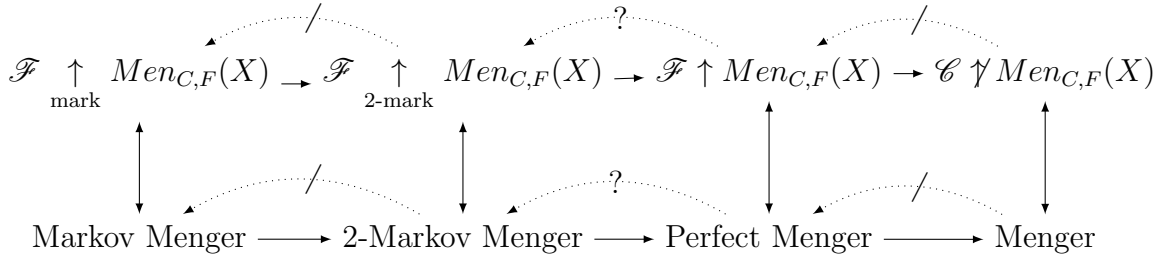 / ? /
ℱ ↑ mark Men_{C,F}(X) → ℱ ↑ 2-mark Men_{C,F}(X) → ℱ ↑ Men_{C,F}(X) → 𝒞 ↑̸ Men_{C,F}(X)
/ ? /
Markov Menger → 2-Markov Menger → Perfect Menger → Menger